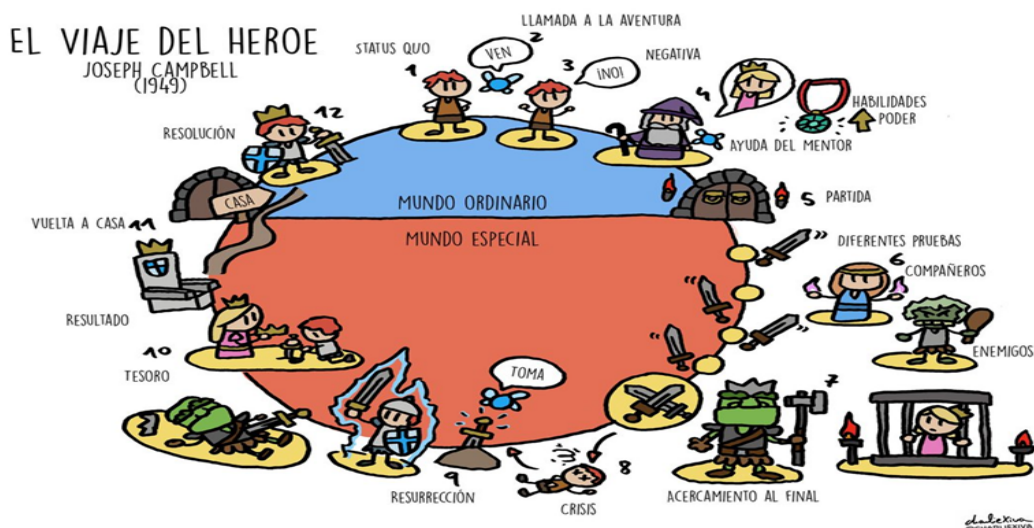 EL VIAJE DEL HEROE
JOSEPH CAMPBELL
(1949)
STATUS QUO
1
LLAMADA A LA AVENTURA
2
VEN
3
¡NO!
NEGATIVA
4
HABILIDADES
PODER
AYUDA DEL MENTOR
5 PARTIDA
DIFERENTES PRUEBAS
6
COMPAÑEROS
ENEMIGOS
7
ACERCAMIENTO AL FINAL
8
CRISIS
TOMA
9
RESURRECCIÓN
TESORO
10
RESULTADO
VUELTA A CASA 11
CASA
RESOLUCIÓN
12
MUNDO ORDINARIO
MUNDO ESPECIAL